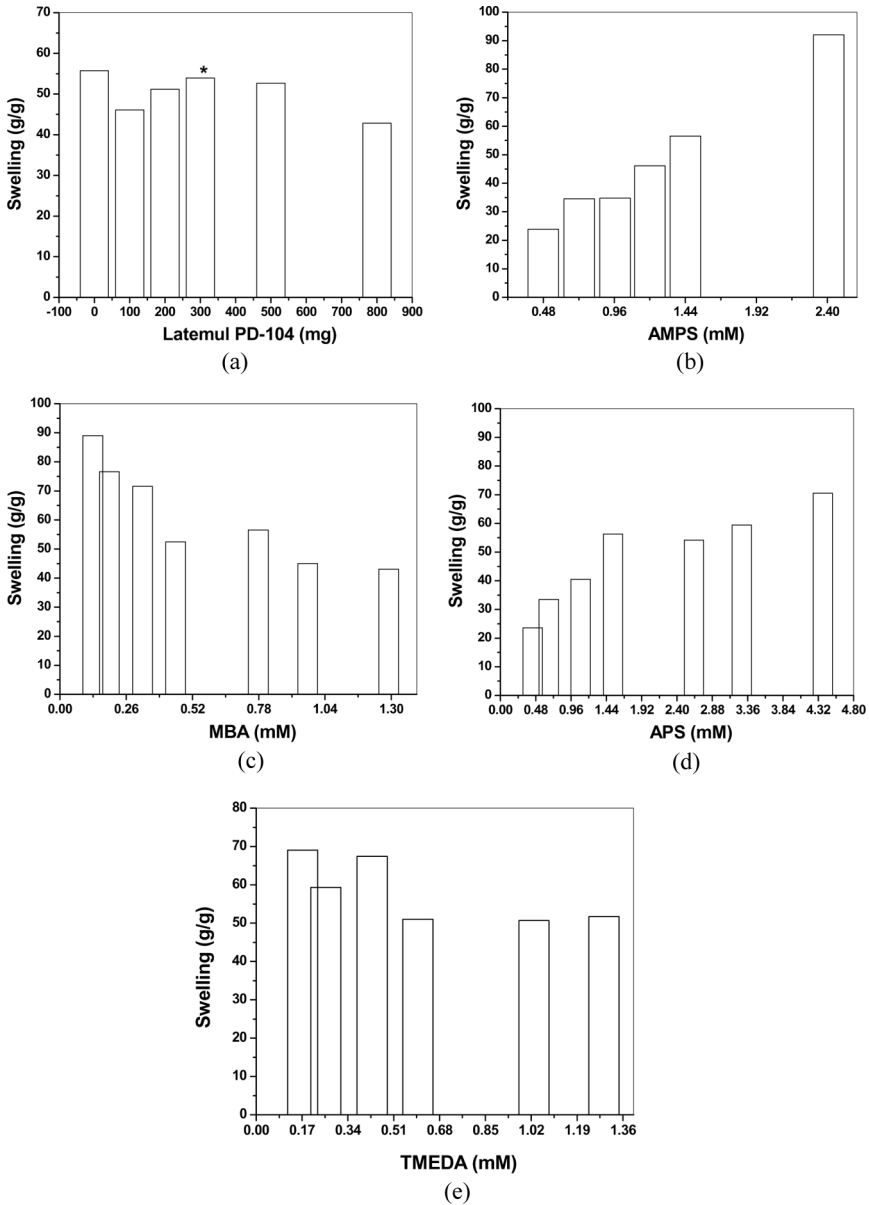 70
60
50
40
30
20
10
0
Swelling (g/g)
*
-100 0 100 200 300 400 500 600 700 800 900
Latemul PD-104 (mg)
(a)
100
90
80
70
60
50
40
30
20
10
0
Swelling (g/g)
0.48 0.96 1.44 1.92 2.40
AMPS (mM)
(b)
100
90
80
70
60
50
40
30
20
10
0
Swelling (g/g)
0.00 0.26 0.52 0.78 1.04 1.30
MBA (mM)
(c)
100
90
80
70
60
50
40
30
20
10
0
Swelling (g/g)
0.00 0.48 0.96 1.44 1.92 2.40 2.88 3.36 3.84 4.32 4.80
APS (mM)
(d)
80
70
60
50
40
30
20
10
0
Swelling (g/g)
0.00 0.17 0.34 0.51 0.68 0.85 1.02 1.19 1.36
TMEDA (mM)
(e)